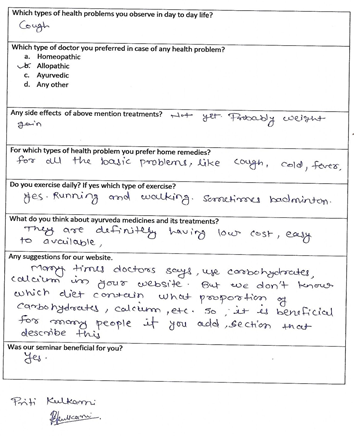 Which types of health problems you observe in day to day life?
Cough
Which type of doctor you preferred in case of any health problem?
a. Homeopathic
b. Allopathic
c. Ayurvedic
d. Any other
Any side effects of above mention treatments? Not yet Probably weight
gain
For which types of health problem you prefer home remedies?
For all the basic problems, like cough, cold, fever.
Do you exercise daily? If yes which type of exercise?
Yes. Running and walking. Sometimes badminton.
What do you think about ayurveda medicines and its treatments?
They are definitely having low cost, easy
to available,
Any suggestions for our website.
Many times doctors says, use carbohydrates,
calcium in your website. But we don't know
which diet contain what proportion of
carbohydrates, calcium, etc. So, it is beneficial
for many people if you add, section that
describe this
Was our seminar beneficial for you?
Yes.
Priti Kulkarni
PKulkarni